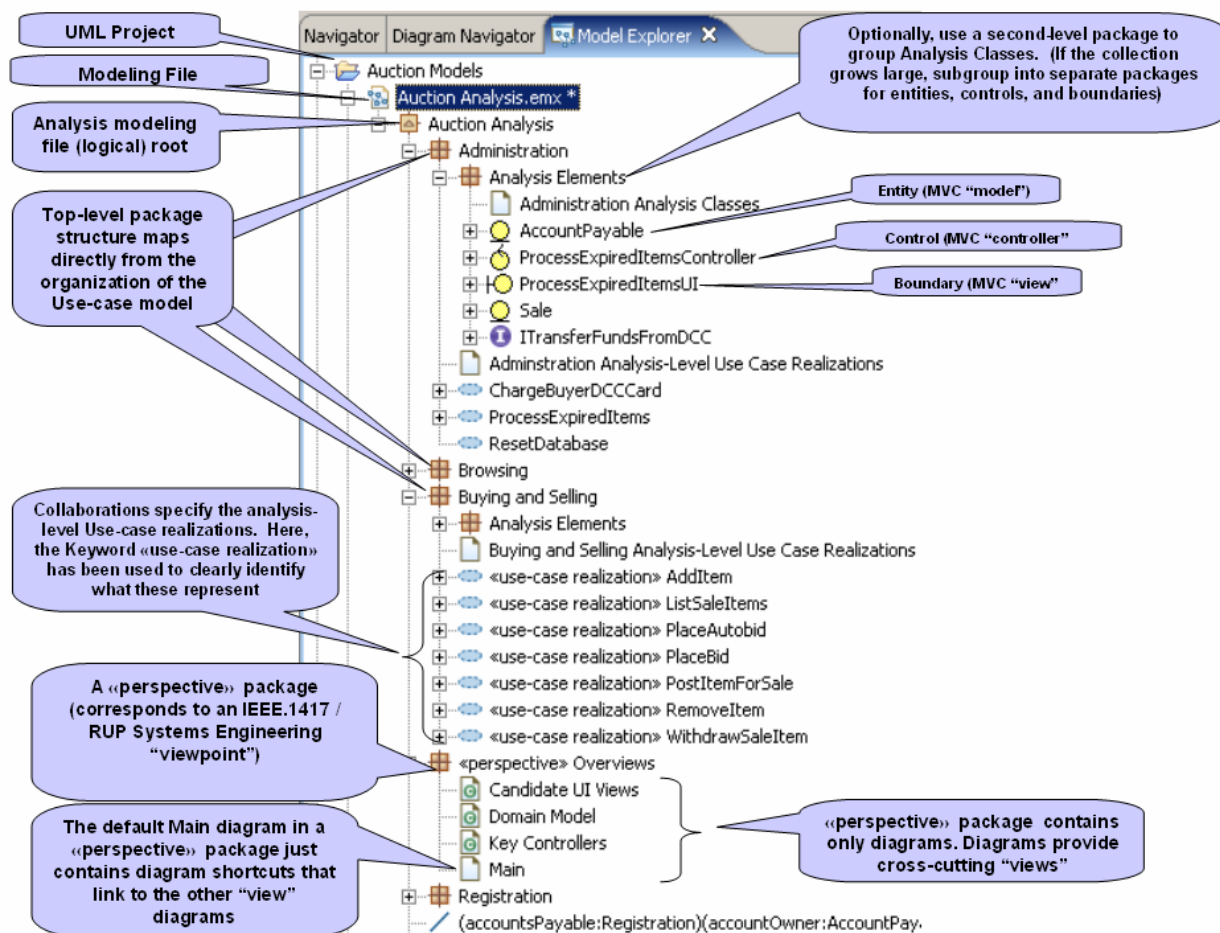 UML Project
Modeling File
Analysis modeling
file (logical) root
Top-level package
structure maps
directly from the
organization of the
Use-case model
Collaborations specify the analysis-
level Use-case realizations. Here,
the Keyword «use-case realization»
has been used to clearly identify
what these represent
A «perspective» package
(corresponds to an IEEE.1417 /
RUP Systems Engineering
“viewpoint”)
The default Main diagram in a
«perspective» package just
contains diagram shortcuts that
link to the other “view”
diagrams
Navigator
Diagram Navigator
Model Explorer
Auction Models
Auction Analysis.emx *
Auction Analysis
Administration
Analysis Elements
Administration Analysis Classes
AccountPayable
ProcessExpiredItemsController
ProcessExpiredItemsUI
Sale
ITransferFundsFromDCC
Adminstration Analysis-Level Use Case Realizations
ChargeBuyerDCCCard
ProcessExpiredItems
ResetDatabase
Browsing
Buying and Selling
Analysis Elements
Buying and Selling Analysis-Level Use Case Realizations
«use-case realization» AddItem
«use-case realization» ListSaleItems
«use-case realization» PlaceAutobid
«use-case realization» PlaceBid
«use-case realization» PostItemForSale
«use-case realization» RemoveItem
«use-case realization» WithdrawSaleItem
«perspective» Overviews
Candidate UI Views
Domain Model
Key Controllers
Main
Registration
(accountsPayable:Registration)(accountOwner:AccountPay.
Optionally, use a second-level package to
group Analysis Classes. (If the collection
grows large, subgroup into separate packages
for entities, controls, and boundaries)
Entity (MVC “model”)
Control (MVC “controller”
Boundary (MVC “view”
«perspective» package contains
only diagrams. Diagrams provide
cross-cutting “views”